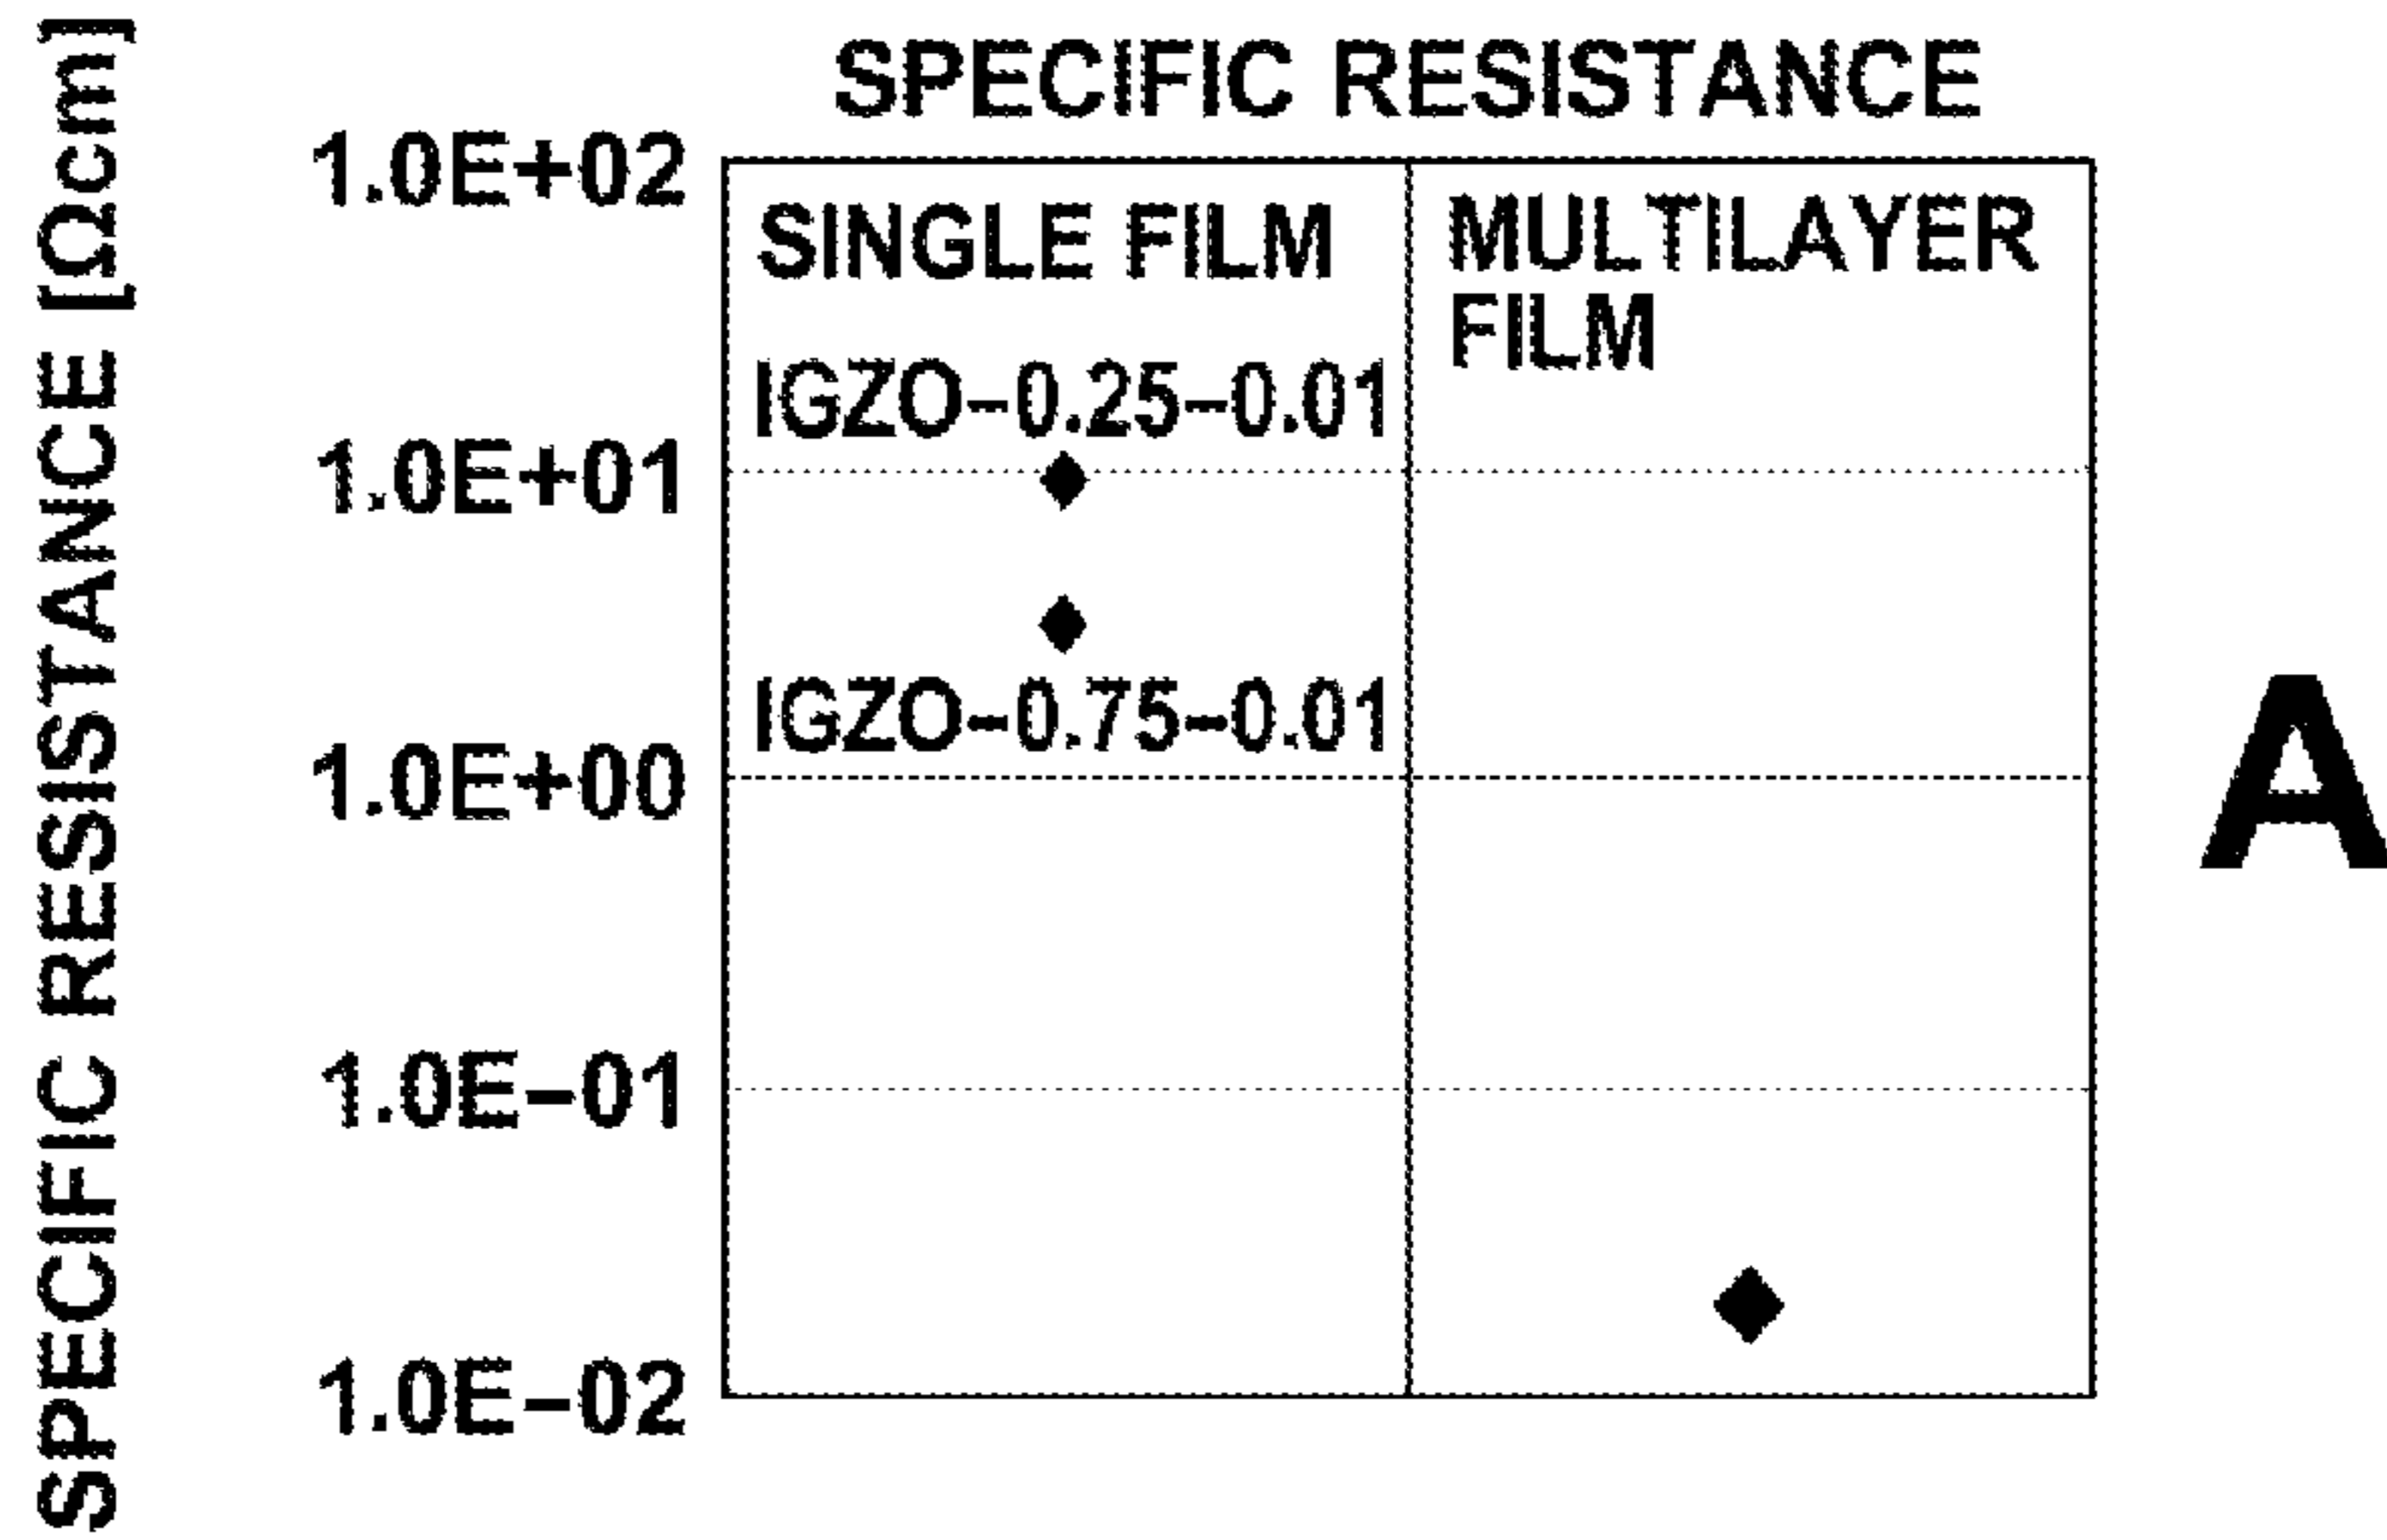 SPECIFIC RESISTANCE
SPECIFIC RESISTANCE [Ωcm]
1.0E+02
1.0E+01
1.0E+00
1.0E−01
1.0E−02
SINGLE FILM
IGZO−0.25−0.01
IGZO−0.75−0.01
MULTILAYER
FILM
A